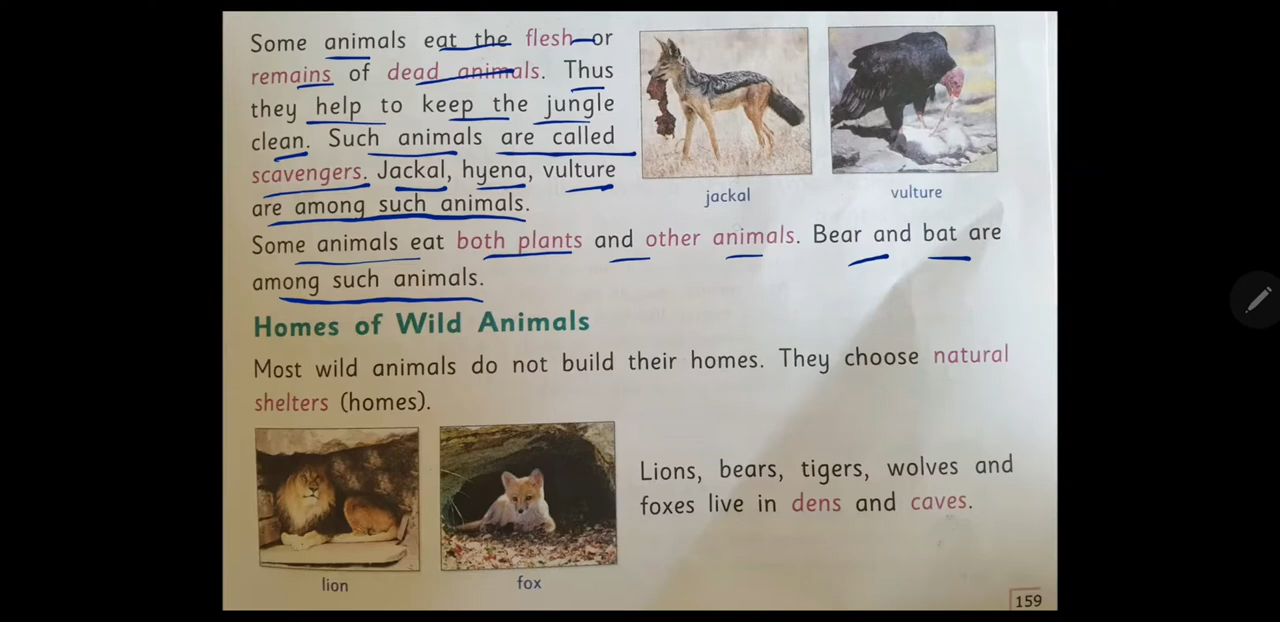 Some animals eat the flesh or
remains of dead animals. Thus
they help to keep the jungle
clean. Such animals are called
scavengers. Jackal, hyena, vulture
are among such animals.
jackal
vulture
Some animals eat both plants and other animals. Bear and bat are
among such animals.
Homes of Wild Animals
Most wild animals do not build their homes. They choose natural
shelters (homes).
Lions, bears, tigers, wolves and
foxes live in dens and caves.
lion
fox
159